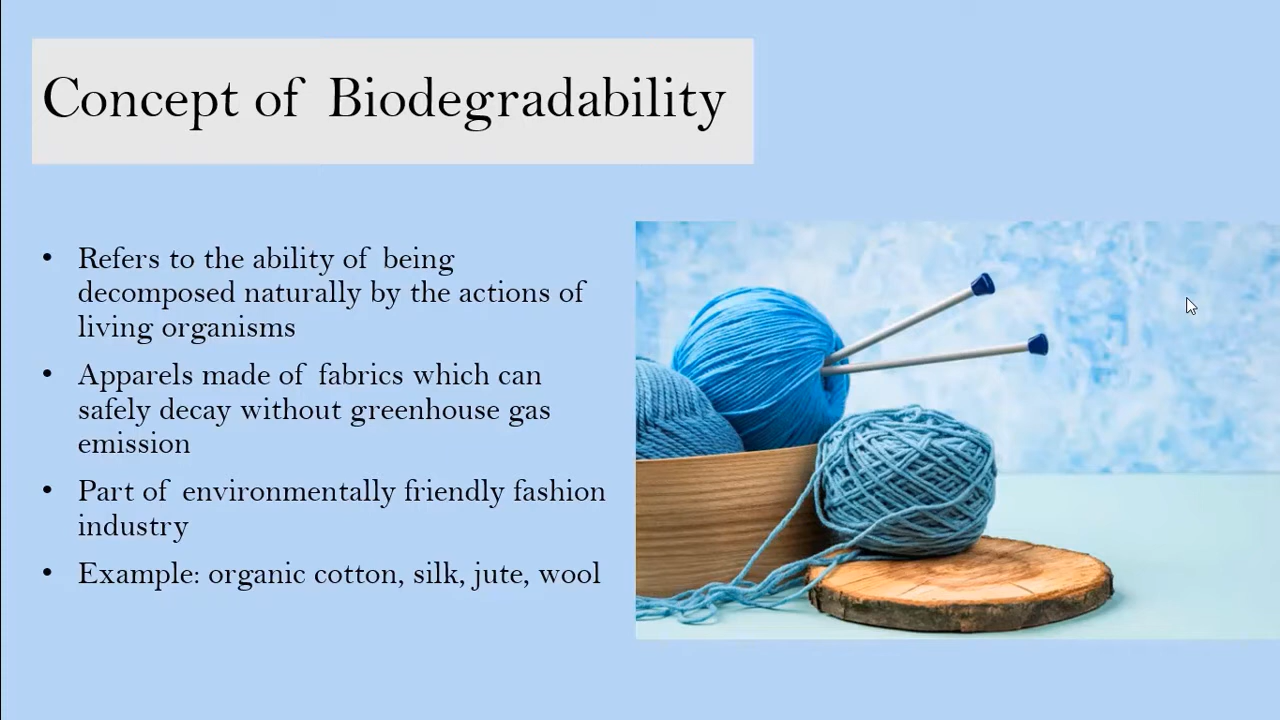 Concept of Biodegradability
• Refers to the ability of being
decomposed naturally by the actions of
living organisms
• Apparels made of fabrics which can
safely decay without greenhouse gas
emission
• Part of environmentally friendly fashion
industry
• Example: organic cotton, silk, jute, wool